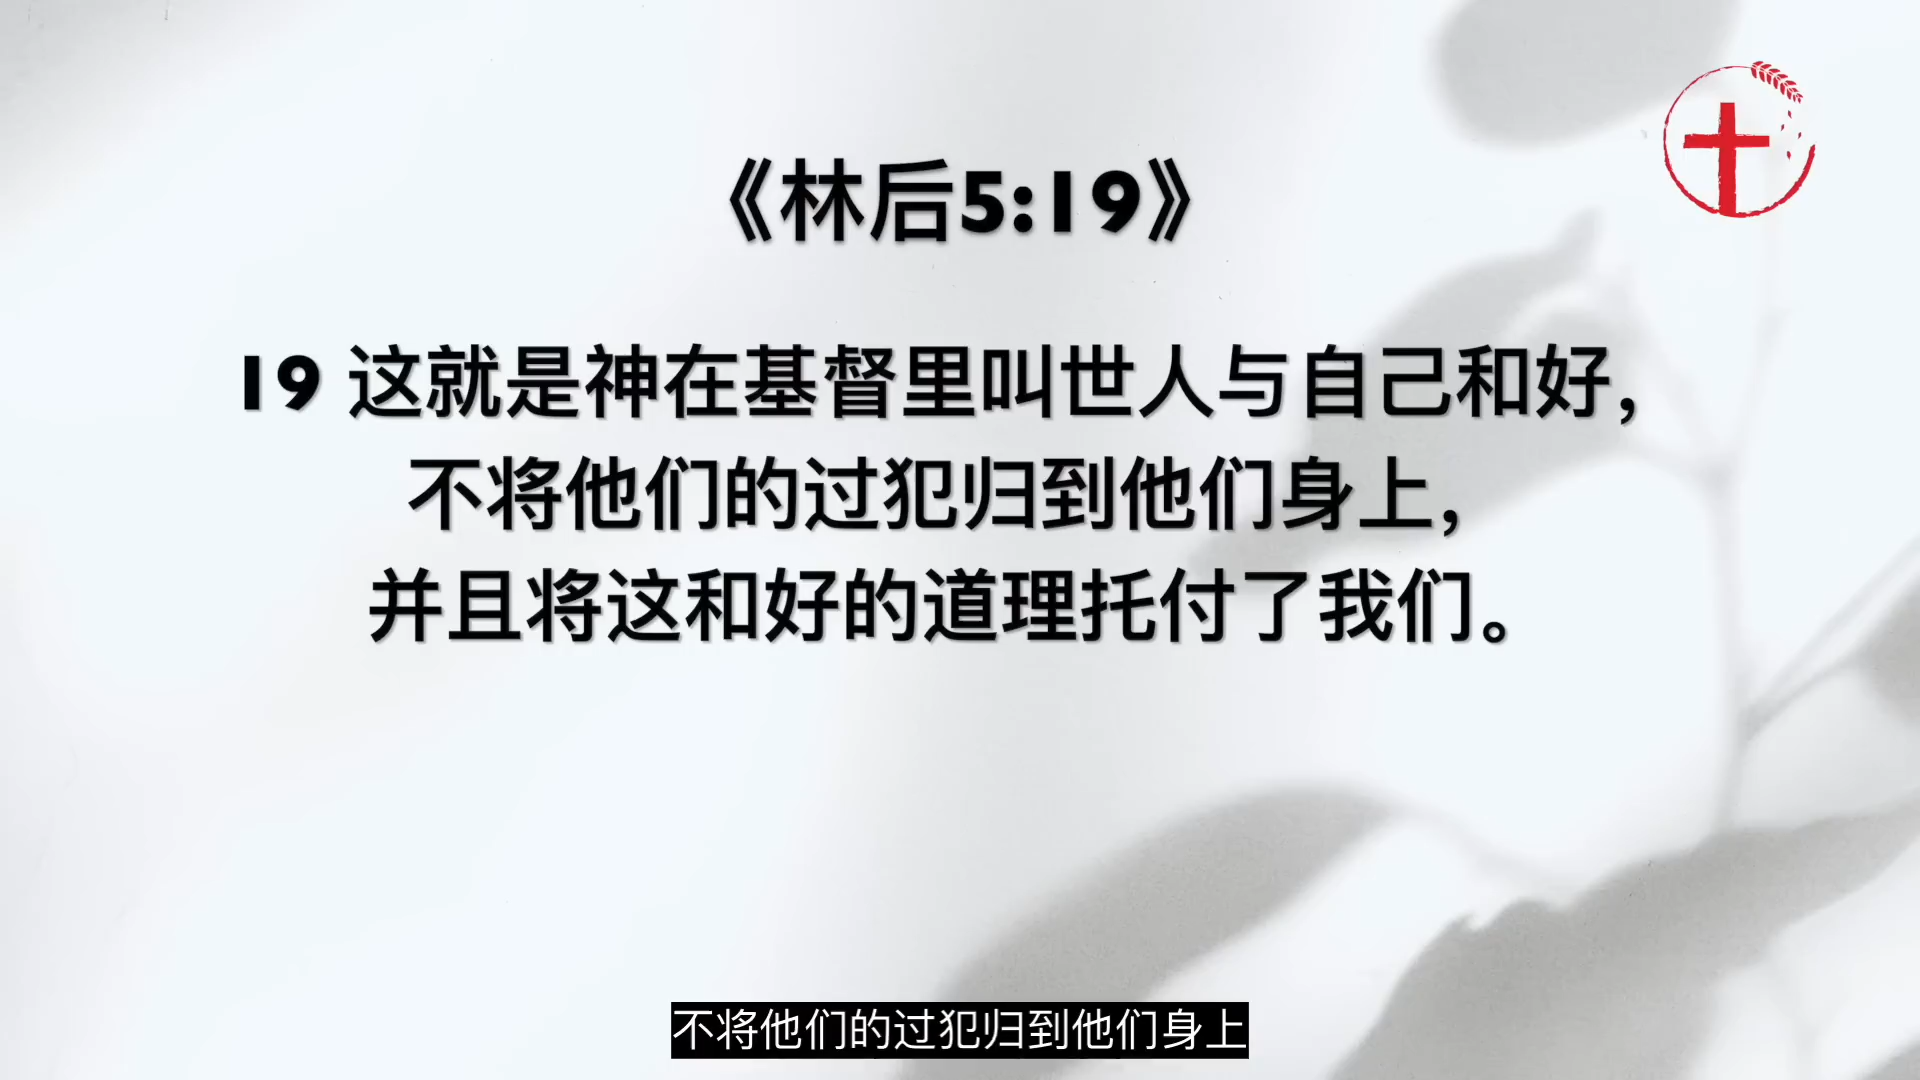 《林后5:19》
19 这就是神在基督里叫世人与自己和好，
不将他们的过犯归到他们身上，
并且将这和好的道理托付了我们。
不将他们的过犯归到他们身上